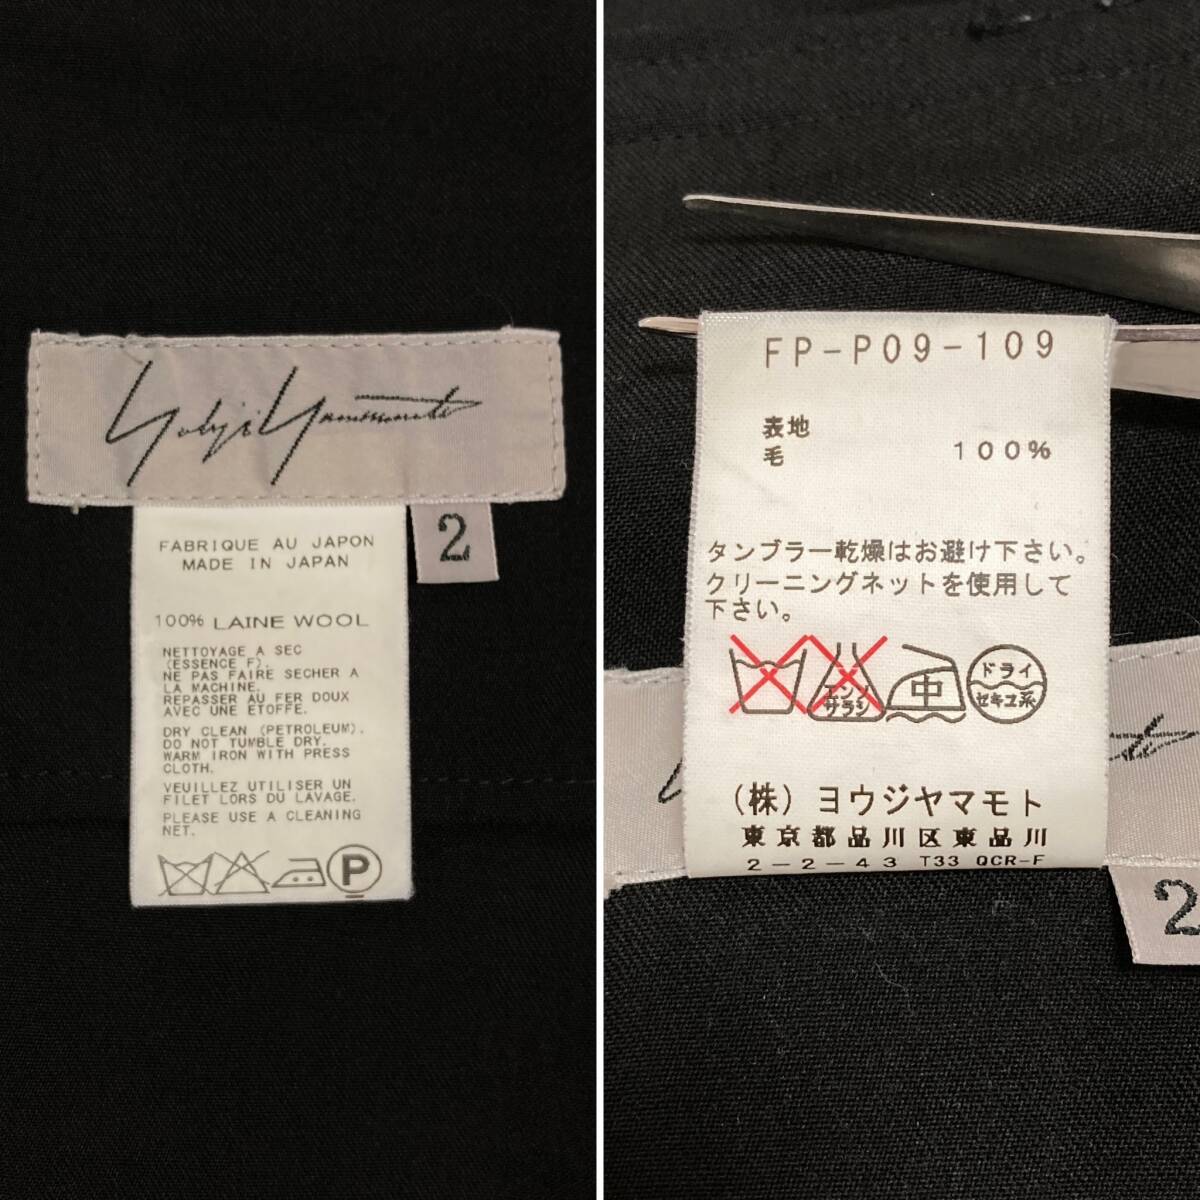 Yohji Yamamoto
2
FABRIQUE AU JAPON
MADE IN JAPAN
100% LAINE WOOL
NETTOYAGE A SEC
(ESSENCE F).
NE PAS FAIRE SECHER A
LA MACHINE.
REPASSER AU FER DOUX
AVEC UNE ETOFFE.
DRY CLEAN (PETROLEUM).
DO NOT TUMBLE DRY.
WARM IRON WITH PRESS
CLOTH.
VEUILLEZ UTILISER UN
FILET LORS DU LAVAGE.
PLEASE USE A CLEANING
NET.
P
FP-P09-109
表地
毛 100%
タンブラー乾燥はお避け下さい。
クリーニングネットを使用して
下さい。
エンソ
サラシ
中
ドライ
セキユ系
(株) ヨウジヤマモト
東京都品川区東品川
2-2-43 T33 QCR-F
2